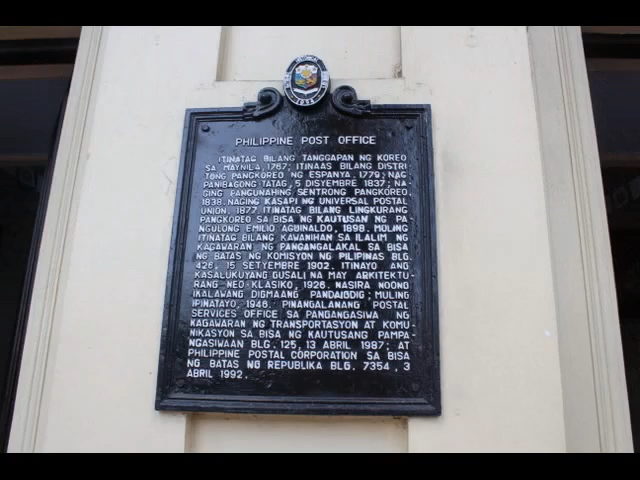 PHILIPPINE POST OFFICE
ITINATAG BILANG TANGGAPAN NG KOREO
SA MAYNILA, 1767; ITINAAS BILANG DISTRI
TONG PANGKOREO NG ESPANYA, 1779; NAG
PANIBAGONG TATAG, 5 DISYEMBRE 1837; NA
GING PANGUNAHING SENTRONG PANGKOREO,
1838. NAGING KASAPI NG UNIVERSAL POSTAL
UNION, 1877. ITINATAG BILANG LINGKURANG
PANGKOREO SA BISA NG KAUTUSAN NG PA
NGULONG EMILIO AGUINALDO, 1898. MULING
ITINATAG BILANG KAWANIHAN SA ILALIM NG
KAGAWARAN NG PANGANGALAKAL SA BISA
NG BATAS NG KOMISYON NG PILIPINAS BLG.
426, 15 SETYEMBRE 1902. ITINAYO ANG
KASALUKUYANG GUSALI NA MAY ARKITEKTU
RANG NEO-KLASIKO, 1926. NASIRA NOONG
IKALAWANG DIGMAANG PANDAIGDIG; MULING
IPINATAYO, 1946. PINANGALANANG POSTAL
SERVICES OFFICE SA PANGANGASIWA NG
KAGAWARAN NG TRANSPORTASYON AT KOMU
NIKASYON SA BISA NG KAUTUSANG PAMPA
NGASIWAAN BLG. 125, 13 ABRIL 1987; AT
PHILIPPINE POSTAL CORPORATION SA BISA
NG BATAS NG REPUBLIKA BLG. 7354, 3
ABRIL 1992.